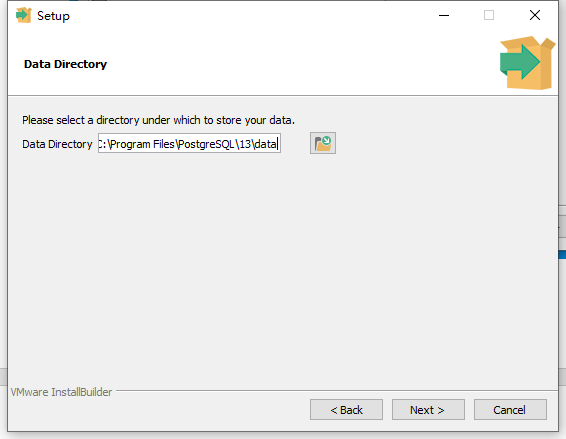 Setup
Data Directory
Please select a directory under which to store your data.
Data Directory C:\Program Files\PostgreSQL\13\data
VMware InstallBuilder
< Back Next > Cancel